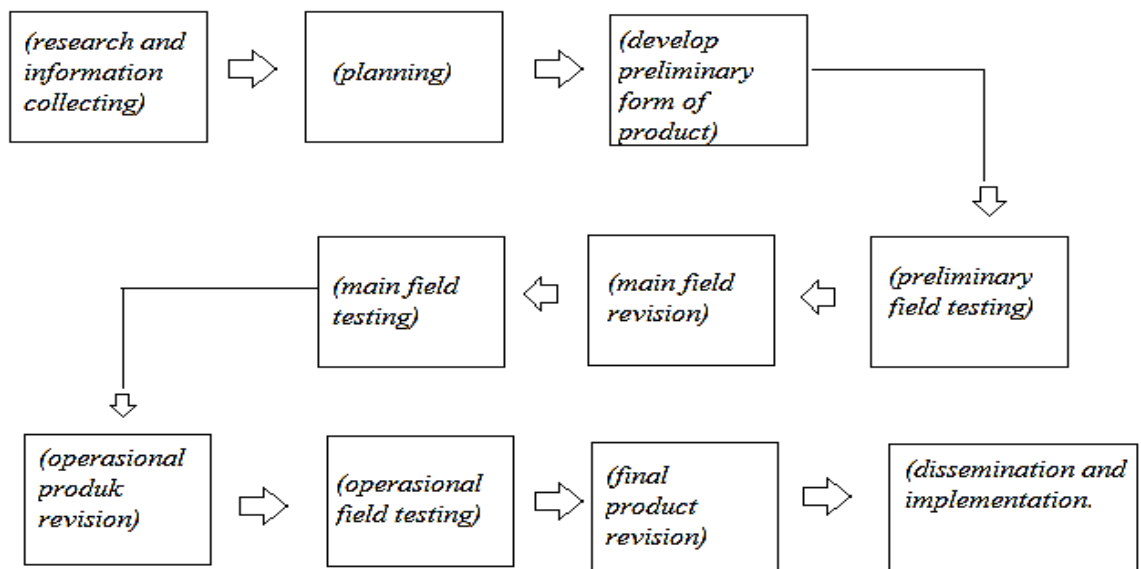 (research and
information
collecting)
(planning)
(develop
preliminary
form of
product)
(preliminary
field testing)
(main field
revision)
(main field
testing)
(operasional
produk
revision)
(operasional
field testing)
(final
product
revision)
(dissemination and
implementation.